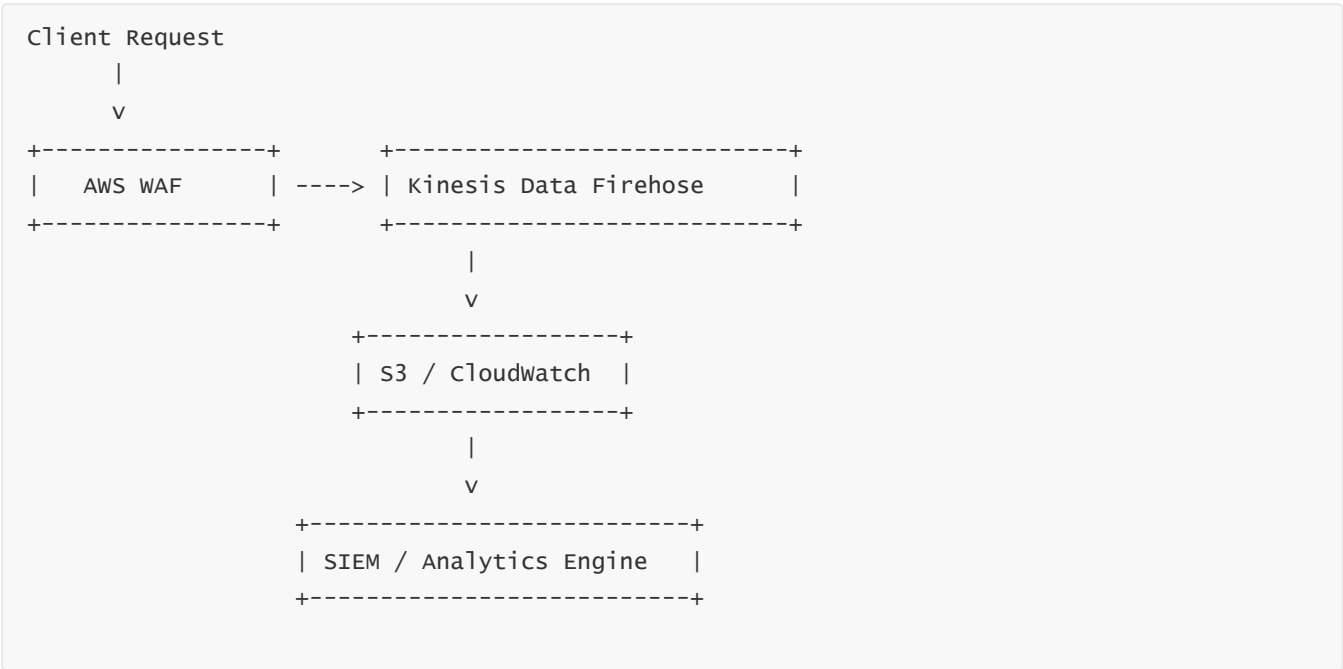 Client Request
      |
      v
+----------------+       +----------------------------+
|   AWS WAF      | ----> | Kinesis Data Firehose      |
+----------------+       +----------------------------+
                               |
                               v
                       +------------------+
                       | S3 / CloudWatch  |
                       +------------------+
                               |
                               v
                   +----------------------------+
                   | SIEM / Analytics Engine   |
                   +----------------------------+